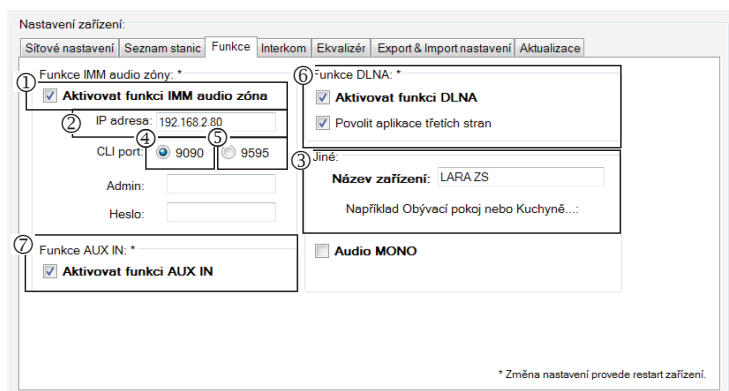 Nastavení zařízení:
Síťové nastavení Seznam stanic Funkce Interkom Ekvalizér Export & Import nastavení Aktualizace
Funkce IMM audio zóny: *
① Aktivovat funkci IMM audio zóna
② IP adresa: 192.168.2.80
CLI port: ④ 9090 ⑤ 9595
Admin:
Heslo:
⑦ Funkce AUX IN: *
Aktivovat funkci AUX IN
⑥ Funkce DLNA: *
Aktivovat funkci DLNA
Povolit aplikace třetích stran
③ Jiné:
Název zařízení: LARA ZS
Například Obývací pokoj nebo Kuchyně...:
Audio MONO
* Změna nastavení provede restart zařízení.